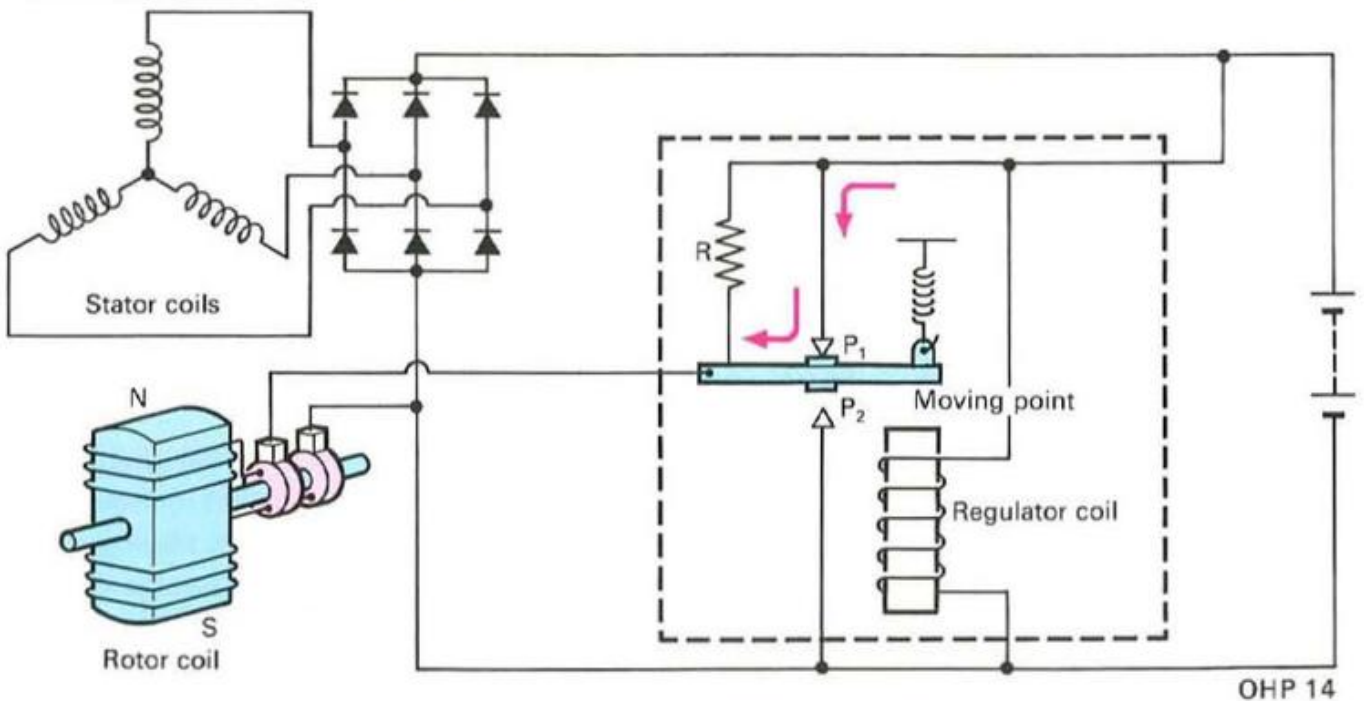 Stator coils
N
S
Rotor coil
R
P₁
P₂
Moving point
Regulator coil
OHP 14